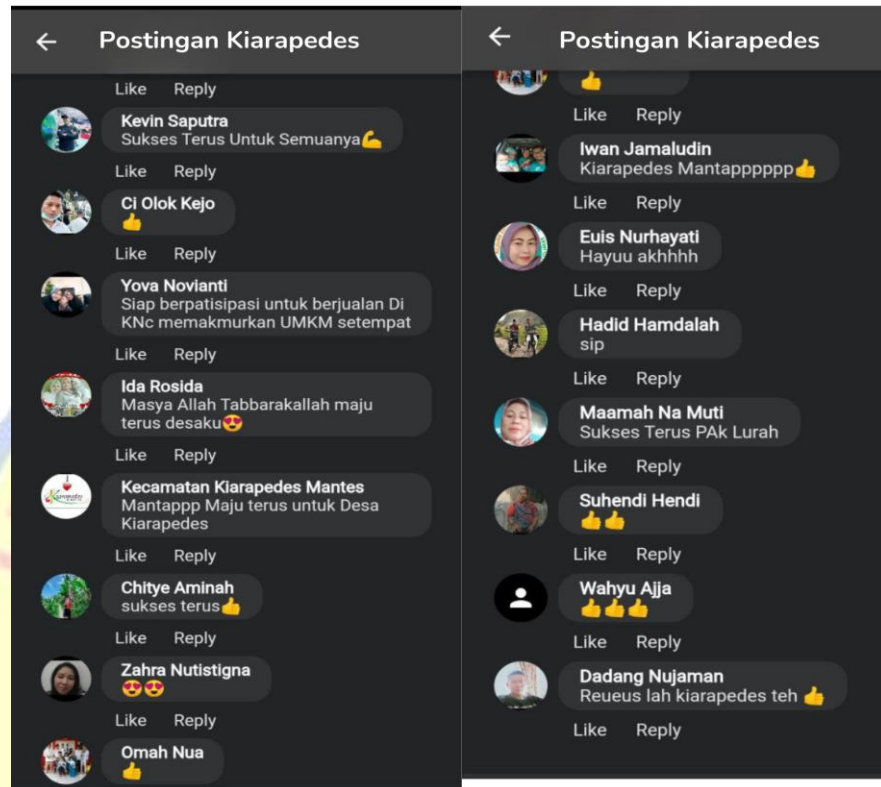 Postingan Kiarapedes
Like Reply
Kevin Saputra
Sukses Terus Untuk Semuanya💪
Like Reply
Ci Olok Kejo
👍
Like Reply
Yova Novianti
Siap berpatisipasi untuk berjualan Di
KNc memakmurkan UMKM setempat
Like Reply
Ida Rosida
Masya Allah Tabbarakallah maju
terus desaku😍
Like Reply
Kecamatan Kiarapedes Mantes
Mantappp Maju terus untuk Desa
Kiarapedes
Like Reply
Chitye Aminah
sukses terus👍
Like Reply
Zahra Nutistigna
😍😍
Like Reply
Omah Nua
👍
Postingan Kiarapedes
👍
Like Reply
Iwan Jamaludin
Kiarapedes Mantapppppp👍
Like Reply
Euis Nurhayati
Hayuu akhhhh
Like Reply
Hadid Hamdalah
sip
Like Reply
Maamah Na Muti
Sukses Terus PAk Lurah
Like Reply
Suhendi Hendi
👍👍
Like Reply
Wahyu Ajja
👍👍👍
Like Reply
Dadang Nujaman
Reueus lah kiarapedes teh 👍
Like Reply